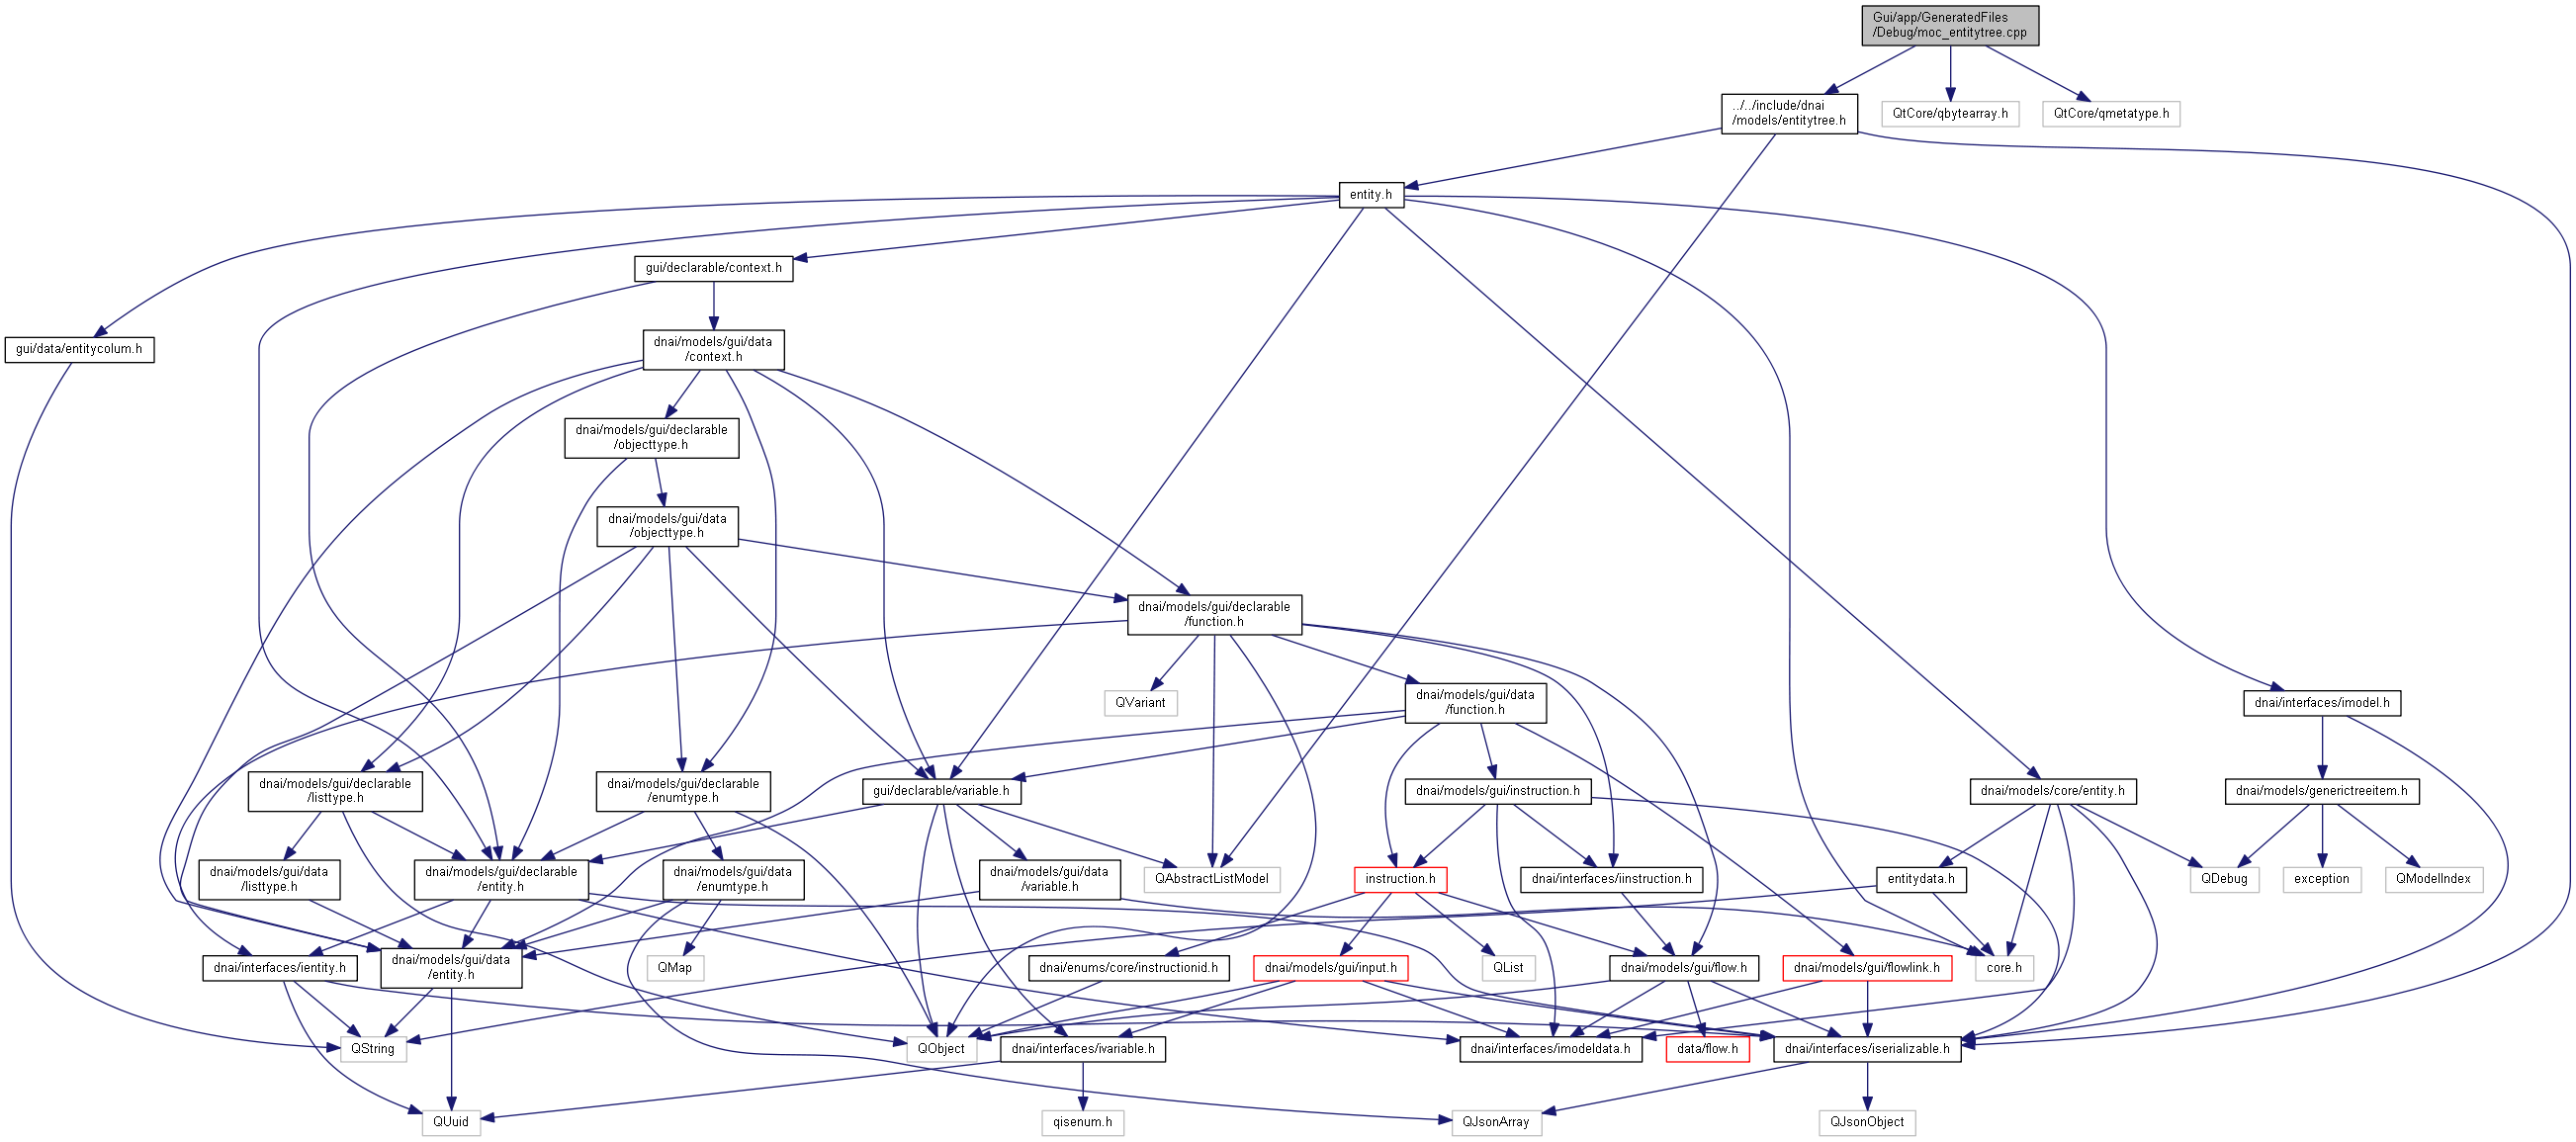 Gui/app/GeneratedFiles
/Debug/moc_entitytree.cpp
../../include/dnai
/models/entitytree.h
QtCore/qbytearray.h
QtCore/qmetatype.h
entity.h
gui/declarable/context.h
gui/data/entitycolum.h
dnai/models/gui/data
/context.h
dnai/models/gui/declarable
/objecttype.h
dnai/models/gui/data
/objecttype.h
dnai/models/gui/declarable
/function.h
QVariant
dnai/models/gui/data
/function.h
dnai/interfaces/imodel.h
dnai/models/gui/declarable
/listtype.h
dnai/models/gui/declarable
/enumtype.h
gui/declarable/variable.h
dnai/models/gui/instruction.h
dnai/models/core/entity.h
dnai/models/generictreeitem.h
dnai/models/gui/data
/listtype.h
dnai/models/gui/declarable
/entity.h
dnai/models/gui/data
/enumtype.h
dnai/models/gui/data
/variable.h
QAbstractListModel
instruction.h
dnai/interfaces/iinstruction.h
entitydata.h
QDebug
exception
QModelIndex
dnai/interfaces/ientity.h
dnai/models/gui/data
/entity.h
QMap
dnai/enums/core/instructionid.h
dnai/models/gui/input.h
QList
dnai/models/gui/flow.h
dnai/models/gui/flowlink.h
core.h
QString
QObject
dnai/interfaces/ivariable.h
dnai/interfaces/imodeldata.h
data/flow.h
dnai/interfaces/iserializable.h
QUuid
qisenum.h
QJsonArray
QJsonObject